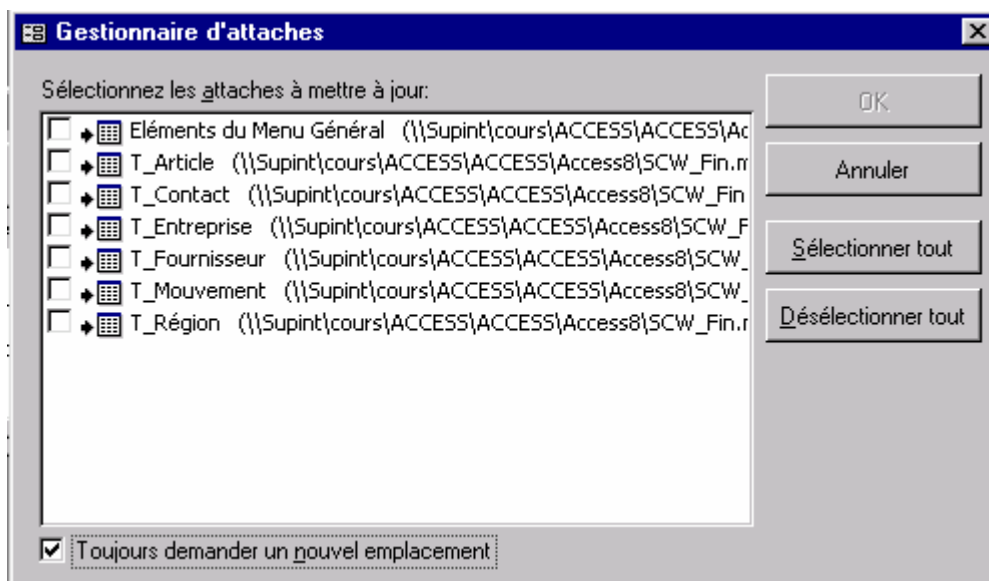 Gestionnaire d'attaches
Sélectionnez les attaches à mettre à jour:
Eléments du Menu Général (\\Supint\cours\ACCESS\ACCESS\Ac
T_Article (\\Supint\cours\ACCESS\ACCESS\Access8\SCW_Fin.m
T_Contact (\\Supint\cours\ACCESS\ACCESS\Access8\SCW_Fin
T_Entreprise (\\Supint\cours\ACCESS\ACCESS\Access8\SCW_F
T_Fournisseur (\\Supint\cours\ACCESS\ACCESS\Access8\SCW_
T_Mouvement (\\Supint\cours\ACCESS\ACCESS\Access8\SCW_
T_Région (\\Supint\cours\ACCESS\ACCESS\Access8\SCW_Fin.r
Toujours demander un nouvel emplacement
OK
Annuler
Sélectionner tout
Désélectionner tout